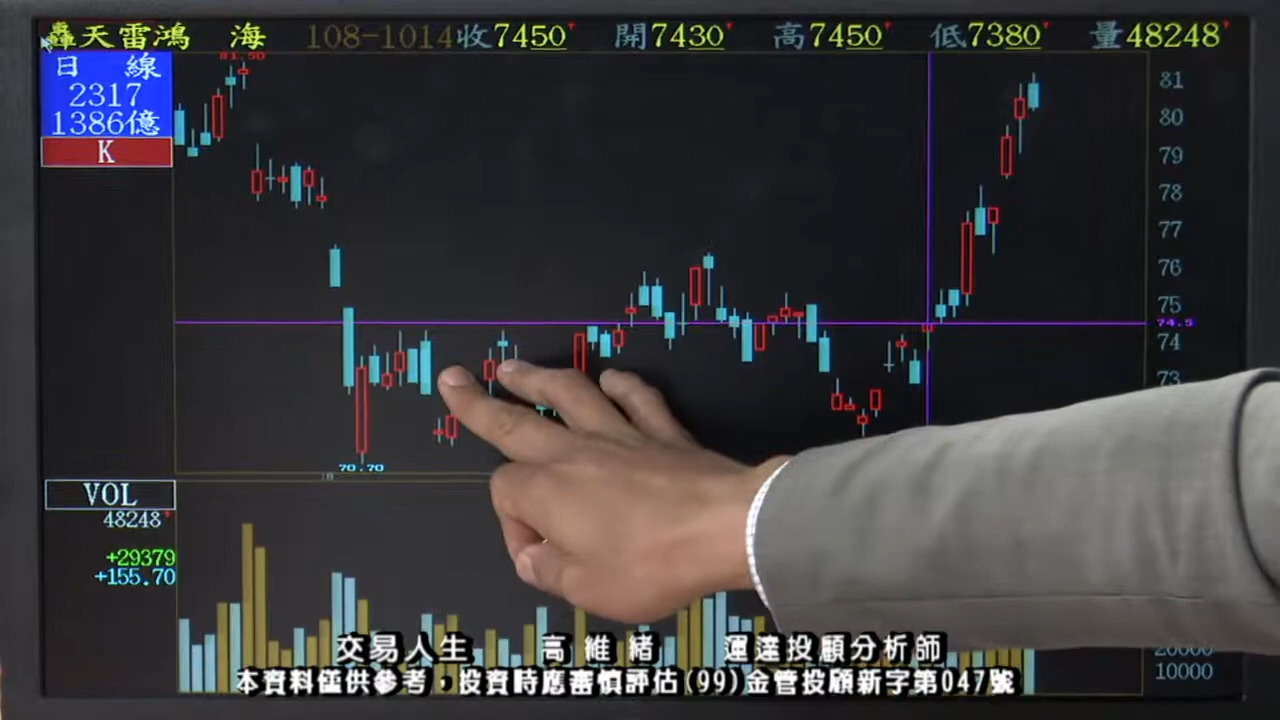 轟天雷鴻 海 108-1014 收7450 開7430 高7450 低7380 量48248
日 線
2317
1386億
K
81.50
81
80
79
78
77
76
75
74.5
74
73
70.70
VOL
48248
+29379
+155.70
20000
10000
交易人生 高維緒 運達投顧分析師
本資料僅供參考，投資時應審慎評估(99)金管投顧新字第047號